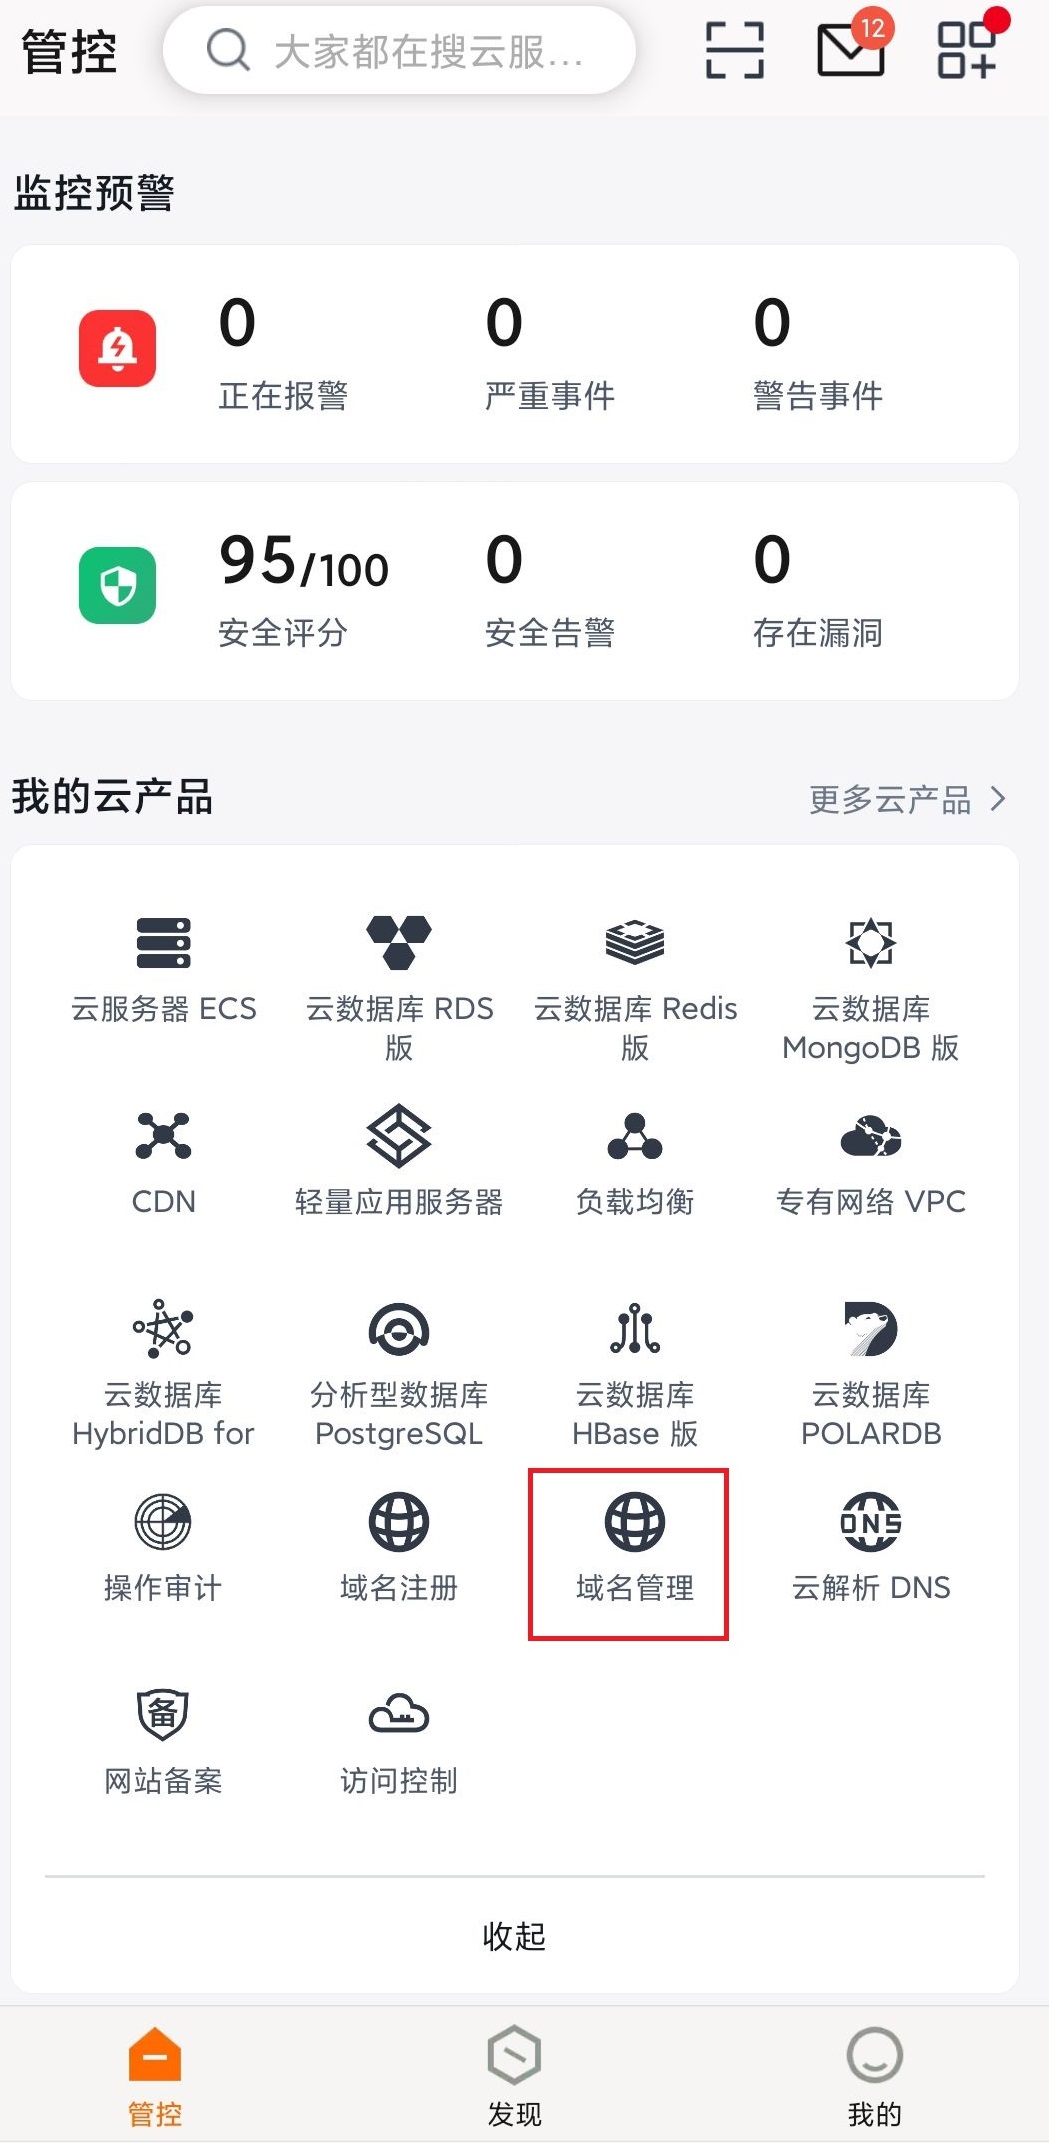 管控
大家都在搜云服...
12
监控预警
0
0
0
正在报警
严重事件
警告事件
95/100
0
0
安全评分
安全告警
存在漏洞
我的云产品
更多云产品
云服务器 ECS
云数据库 RDS
版
云数据库 Redis
版
云数据库
MongoDB 版
CDN
轻量应用服务器
负载均衡
专有网络 VPC
云数据库
HybridDB for
分析型数据库
PostgreSQL
云数据库
HBase 版
云数据库
POLARDB
操作审计
域名注册
域名管理
DNS
云解析 DNS
备
网站备案
访问控制
收起
管控
发现
我的